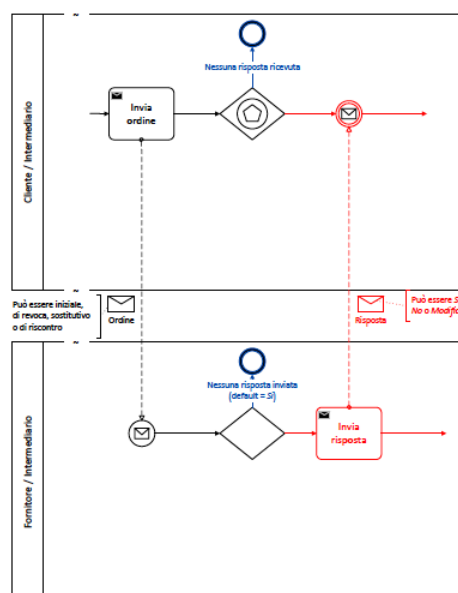 ~
Nessuna risposta ricevuta
Invia
ordine
Cliente / Intermediario
~
Può essere iniziale,
di revoca, sostitutivo
o di riscontro
Ordine
Risposta
Può essere
No o
~
Nessuna risposta inviata
(default = Sì)
Invia
risposta
Fornitore / Intermediario